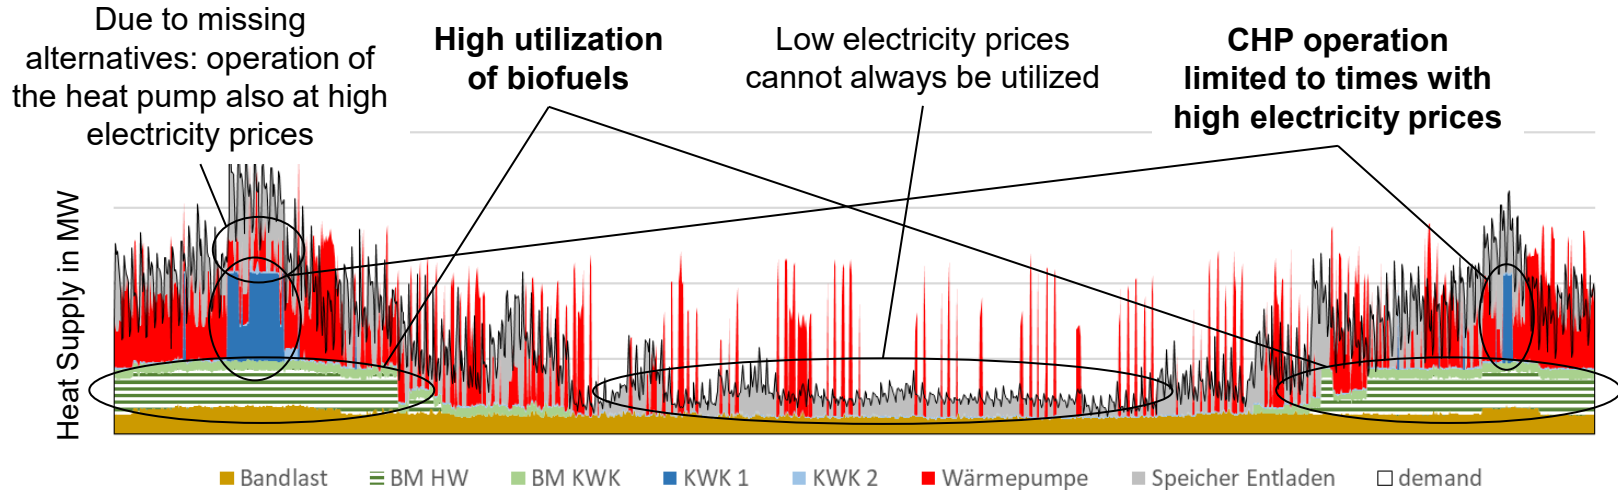 Due to missing
alternatives: operation of
the heat pump also at high
electricity prices
High utilization
of biofuels
Low electricity prices
cannot always be utilized
CHP operation
limited to times with
high electricity prices
Heat Supply in MW
Bandlast BM HW BM KWK KWK 1 KWK 2 Wärmepumpe Speicher Entladen demand